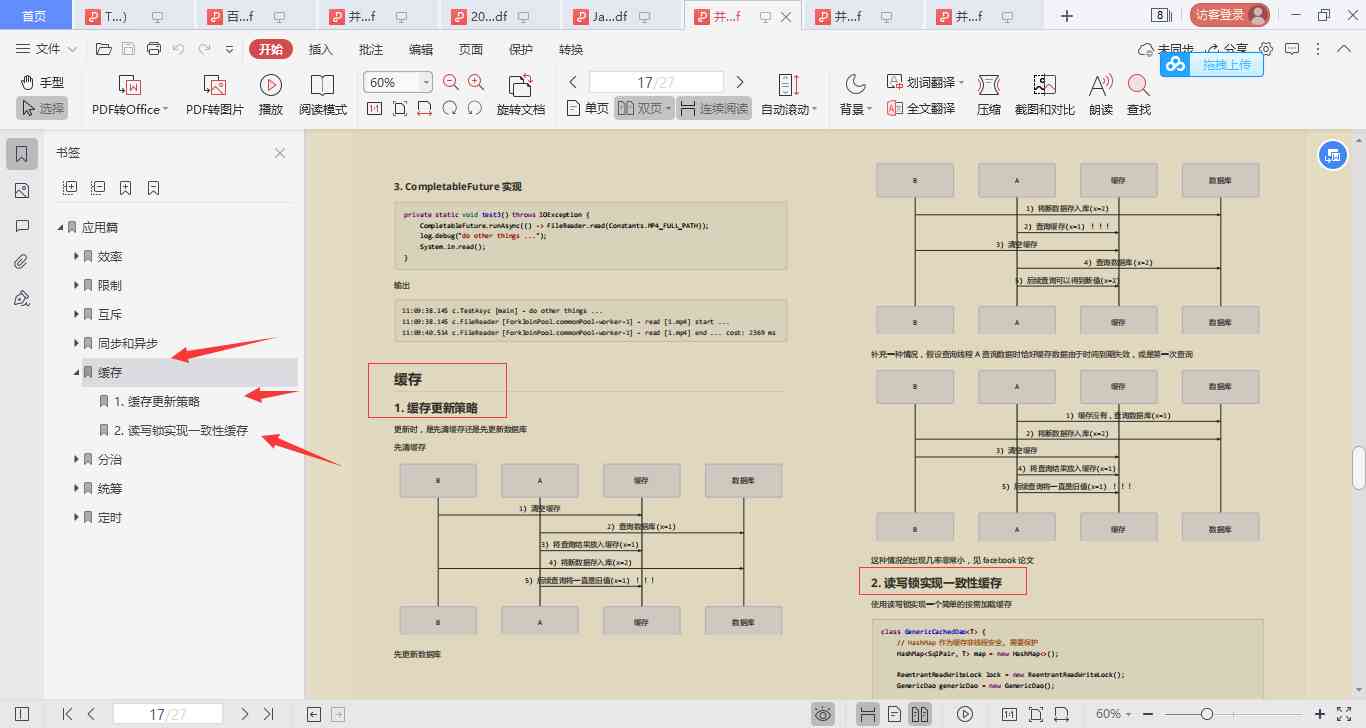 首页
T...)
百...f
并...f
20...df
Ja...df
并...f
并...f
并...f
8
访客登录
文件
开始
插入
批注
编辑
页面
保护
转换
未同步
分享
拖拽上传
手型
选择
PDF转Office
PDF转图片
播放
阅读模式
60%
旋转文档
17/27
单页
双页
连续阅读
自动滚动
背景
划词翻译
全文翻译
压缩
截图和对比
朗读
查找
书签
应用篇
效率
限制
互斥
同步和异步
缓存
1. 缓存更新策略
2. 读写锁实现一致性缓存
分治
统筹
定时
3. CompletableFuture 实现
private static void test3() throws IOException {
CompletableFuture.runAsync(() -> FileReader.read(Constants.MP4_FULL_PATH));
log.debug("do other things ...");
System.in.read();
}
输出
11:09:38.145 c.TestAsyc [main] - do other things ...
11:09:38.145 c.FileReader [ForkJoinPool.commonPool-worker-1] - read [1.mp4] start ...
11:09:40.514 c.FileReader [ForkJoinPool.commonPool-worker-1] - read [1.mp4] end ... cost: 2369 ms
缓存
1. 缓存更新策略
更新时，是先清缓存还是先更新数据库
先清缓存
B A 缓存 数据库
1) 清空缓存
2) 查询数据库(x=1)
3) 将查询结果放入缓存(x=1)
4) 将新数据存入库(x=2)
5) 后续查询将一直是旧值(x=1) ！！！
B A 缓存 数据库
先更新数据库
B A 缓存 数据库
1) 将新数据存入库(x=2)
2) 查询缓存(x=1) ！！！
3) 清空缓存
4) 查询数据库(x=2)
5) 后续查询可以得到新值(x=2)
B A 缓存 数据库
补充一种情况，假设查询线程 A 查询数据时恰好缓存数据由于时间到期失效，或是第一次查询
B A 缓存 数据库
1) 缓存没有，查询数据库(x=1)
2) 将新数据存入库(x=2)
3) 清空缓存
4) 将查询结果放入缓存(x=1)
5) 后续查询将一直是旧值(x=1) ！！！
B A 缓存 数据库
这种情况的出现几率非常小，见 facebook 论文
2. 读写锁实现一致性缓存
使用读写锁实现一个简单的按需加载缓存
class GenericCachedDao<T> {
// HashMap 作为缓存非线程安全, 需要保护
HashMap<SqlPair, T> map = new HashMap<>();
ReentrantReadWriteLock lock = new ReentrantReadWriteLock();
GenericDao genericDao = new GenericDao();
17/27
60%